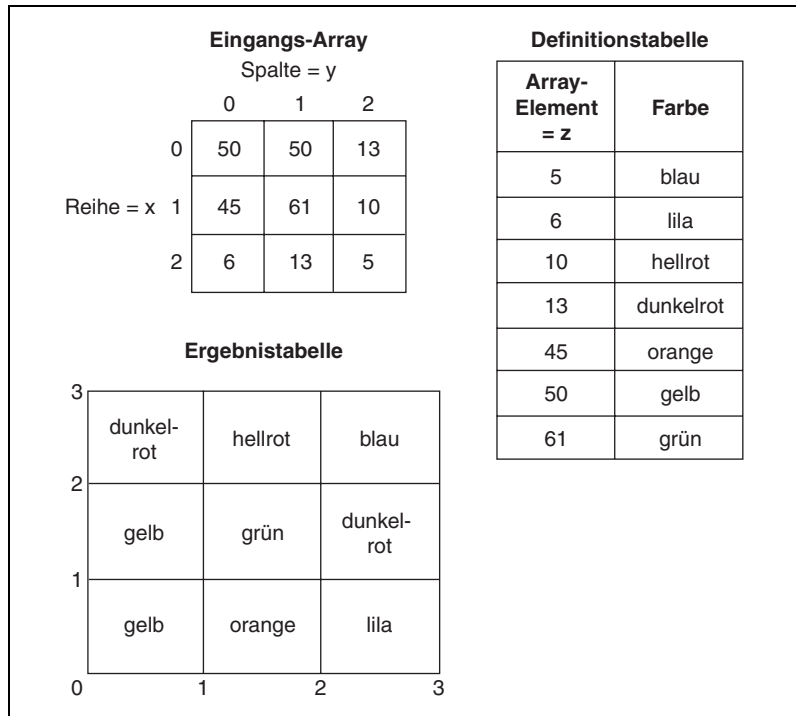 Eingangs-Array
Spalte = y
0 1 2
0 50 50 13
Reihe = x 1 45 61 10
2 6 13 5
Definitionstabelle
Array-
Element
= z
Farbe
5 blau
6 lila
10 hellrot
13 dunkelrot
45 orange
50 gelb
61 grün
Ergebnistabelle
3
dunkel-
rot
hellrot
blau
2
gelb
grün
dunkel-
rot
1
gelb
orange
lila
0 1 2 3